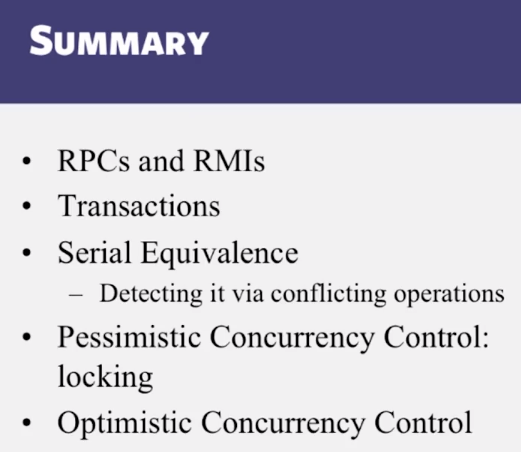 SUMMARY
• RPCs and RMIs
• Transactions
• Serial Equivalence
– Detecting it via conflicting operations
• Pessimistic Concurrency Control:
locking
• Optimistic Concurrency Control